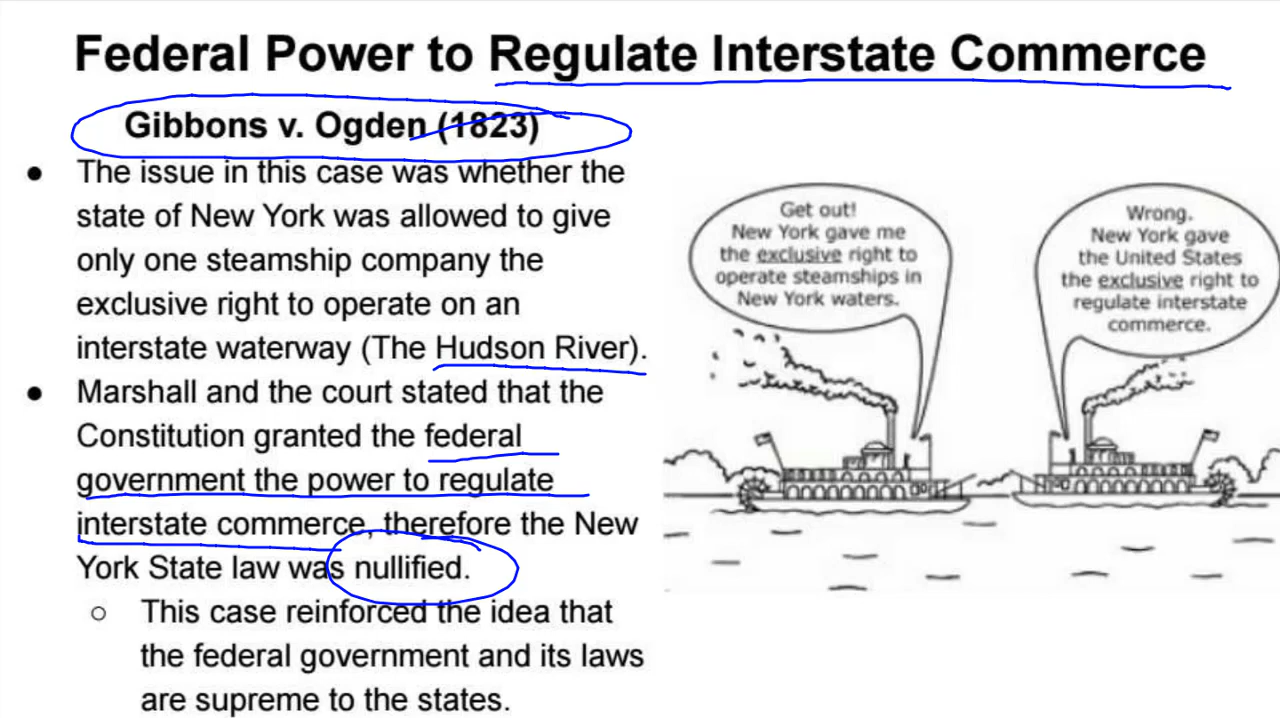 Federal Power to Regulate Interstate Commerce
Gibbons v. Ogden (1823)
● The issue in this case was whether the
state of New York was allowed to give
only one steamship company the
exclusive right to operate on an
interstate waterway (The Hudson River).
● Marshall and the court stated that the
Constitution granted the federal
government the power to regulate
interstate commerce, therefore the New
York State law was nullified.
○ This case reinforced the idea that
the federal government and its laws
are supreme to the states.
Get out!
New York gave me
the exclusive right to
operate steamships in
New York waters.
Wrong.
New York gave
the United States
the exclusive right to
regulate interstate
commerce.